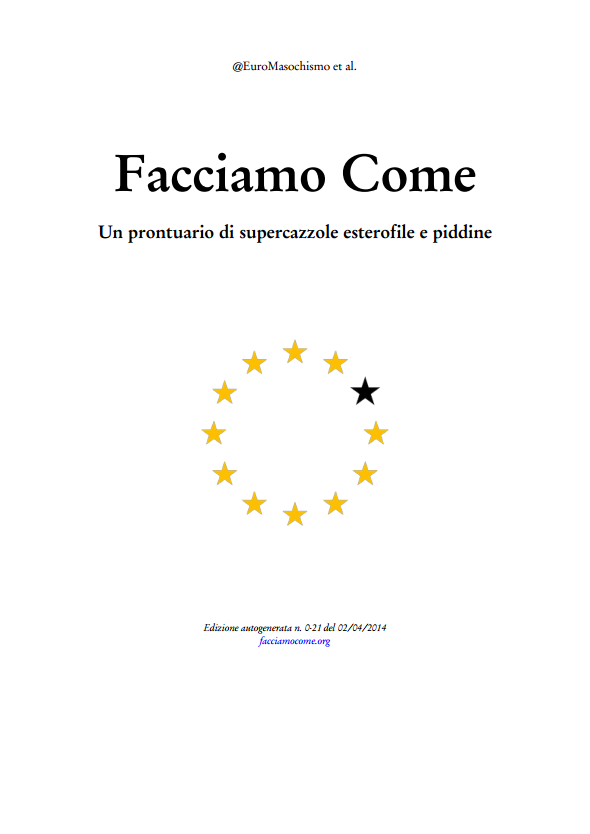 @EuroMasochismo et al.
Facciamo Come
Un prontuario di supercazzole esterofile e piddine
Edizione autogenerata n. 0-21 del 02/04/2014
facciamocome.org